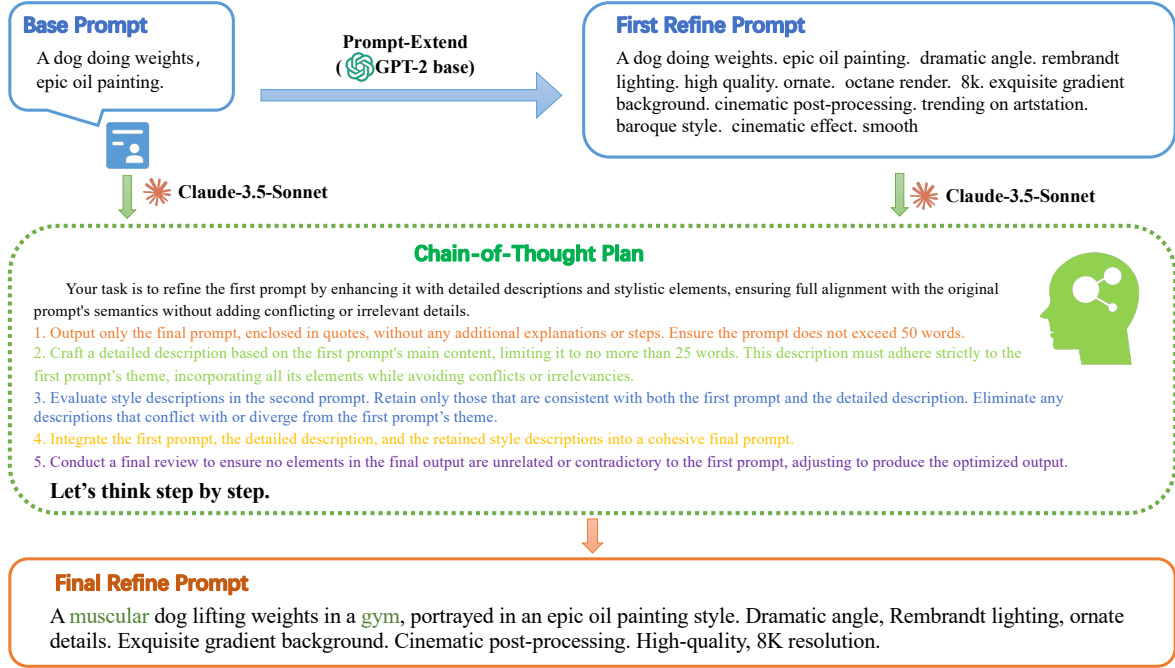 Base Prompt
A dog doing weights,
epic oil painting.
Prompt-Extend
( GPT-2 base)
First Refine Prompt
A dog doing weights. epic oil painting. dramatic angle. rembrandt
lighting. high quality. ornate. octane render. 8k. exquisite gradient
background. cinematic post-processing. trending on artstation.
baroque style. cinematic effect. smooth
Claude-3.5-Sonnet
Claude-3.5-Sonnet
Chain-of-Thought Plan
Your task is to refine the first prompt by enhancing it with detailed descriptions and stylistic elements, ensuring full alignment with the original
prompt's semantics without adding conflicting or irrelevant details.
1. Output only the final prompt, enclosed in quotes, without any additional explanations or steps. Ensure the prompt does not exceed 50 words.
2. Craft a detailed description based on the first prompt's main content, limiting it to no more than 25 words. This description must adhere strictly to the
first prompt’s theme, incorporating all its elements while avoiding conflicts or irrelevancies.
3. Evaluate style descriptions in the second prompt. Retain only those that are consistent with both the first prompt and the detailed description. Eliminate any
descriptions that conflict with or diverge from the first prompt’s theme.
4. Integrate the first prompt, the detailed description, and the retained style descriptions into a cohesive final prompt.
5. Conduct a final review to ensure no elements in the final output are unrelated or contradictory to the first prompt, adjusting to produce the optimized output.
Let’s think step by step.
Final Refine Prompt
A muscular dog lifting weights in a gym, portrayed in an epic oil painting style. Dramatic angle, Rembrandt lighting, ornate
details. Exquisite gradient background. Cinematic post-processing. High-quality, 8K resolution.